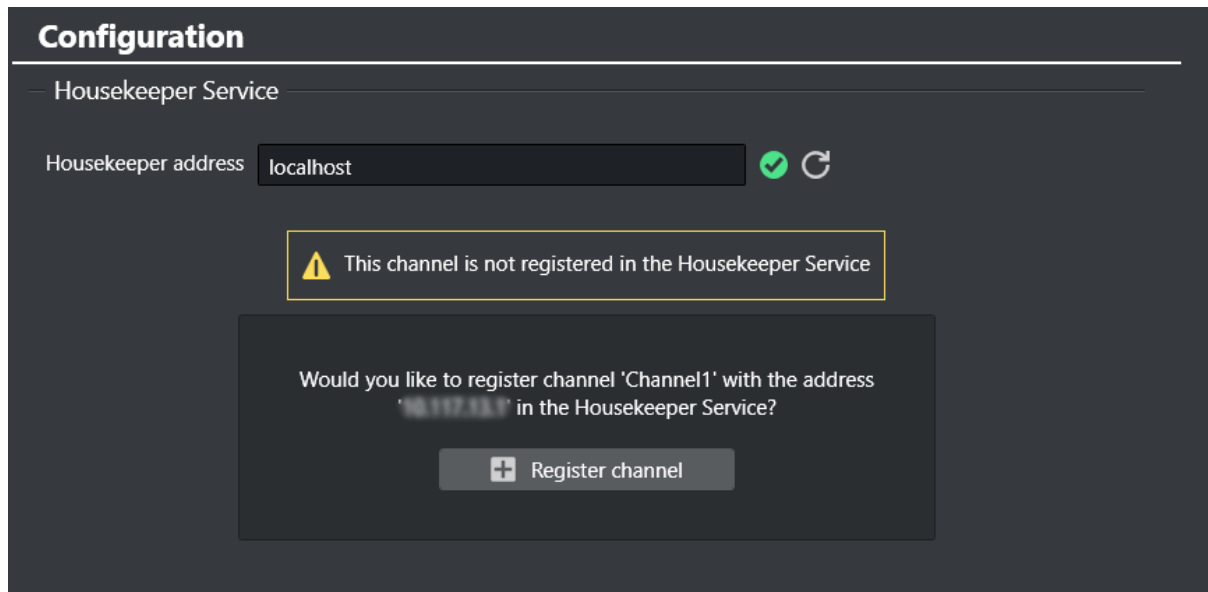 Configuration
Housekeeper Service
Housekeeper address localhost
This channel is not registered in the Housekeeper Service
Would you like to register channel 'Channel1' with the address
' ' in the Housekeeper Service?
Register channel